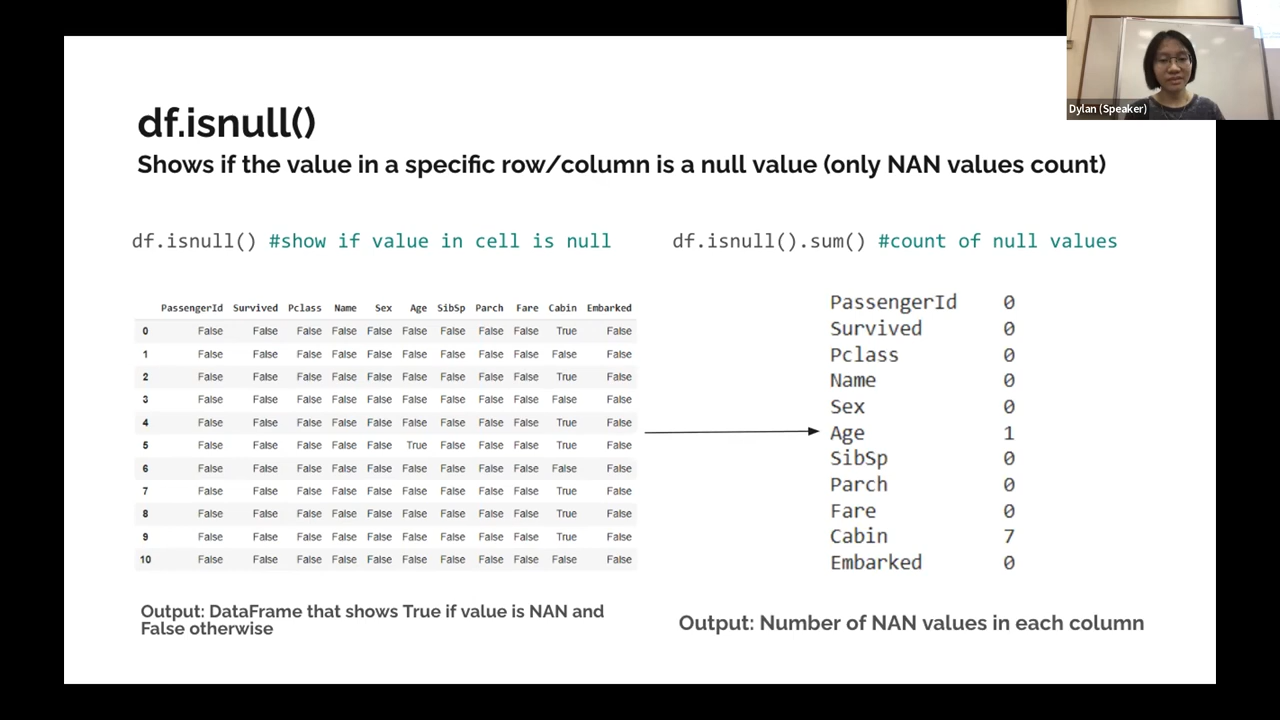 df.isnull()
Shows if the value in a specific row/column is a null value (only NAN values count)
Dylan (Speaker)
df.isnull() #show if value in cell is null
PassengerId Survived Pclass Name Sex Age SibSp Parch Fare Cabin Embarked
0 False False False False False False False False False True False
1 False False False False False False False False False False False
2 False False False False False False False False False True False
3 False False False False False False False False False False False
4 False False False False False False False False False True False
5 False False False False False True False False False True False
6 False False False False False False False False False False False
7 False False False False False False False False False True False
8 False False False False False False False False False True False
9 False False False False False False False False False True False
10 False False False False False False False False False False False
Output: DataFrame that shows True if value is NAN and
False otherwise
df.isnull().sum() #count of null values
PassengerId 0
Survived 0
Pclass 0
Name 0
Sex 0
Age 1
SibSp 0
Parch 0
Fare 0
Cabin 7
Embarked 0
Output: Number of NAN values in each column